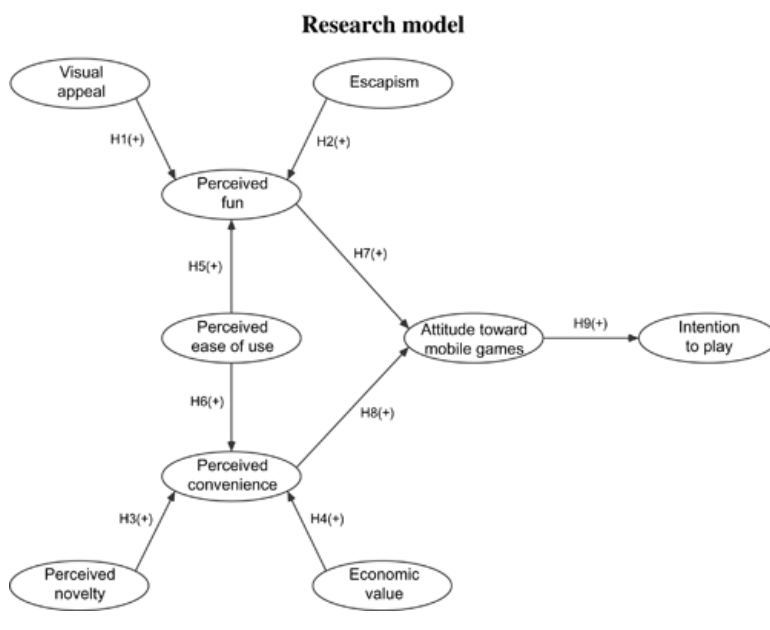 Research model
Visual
appeal
Escapism
H1(+)
H2(+)
Perceived
fun
H7(+)
H5(+)
Perceived
ease of use
Attitude toward
mobile games
H9(+)
Intention
to play
H6(+)
H8(+)
Perceived
convenience
H3(+)
H4(+)
Perceived
novelty
Economic
value